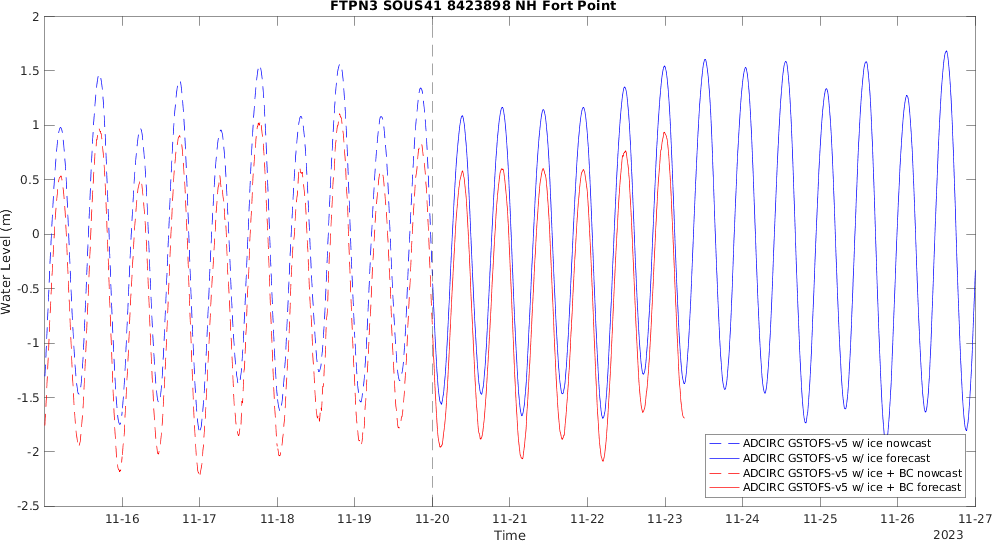 FTPN3 SOUS41 8423898 NH Fort Point
2
1.5
1
0.5
0
-0.5
-1
-1.5
-2
-2.5
Water Level (m)
11-16 11-17 11-18 11-19 11-20 11-21 11-22 11-23 11-24 11-25 11-26 11-27
Time
2023
ADCIRC GSTOFS-v5 w/ ice nowcast
ADCIRC GSTOFS-v5 w/ ice forecast
ADCIRC GSTOFS-v5 w/ ice + BC nowcast
ADCIRC GSTOFS-v5 w/ ice + BC forecast